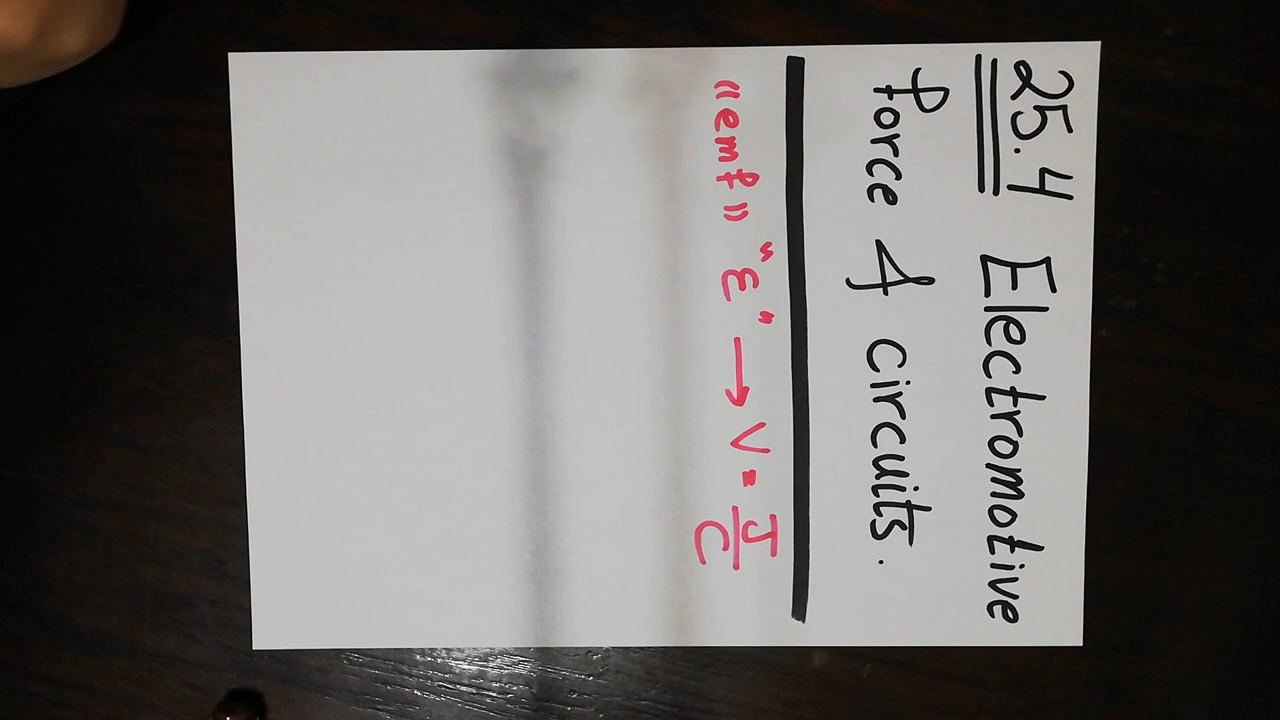 25.4 Electromotive
force & circuits.
"emf" "ε" → V = J/C